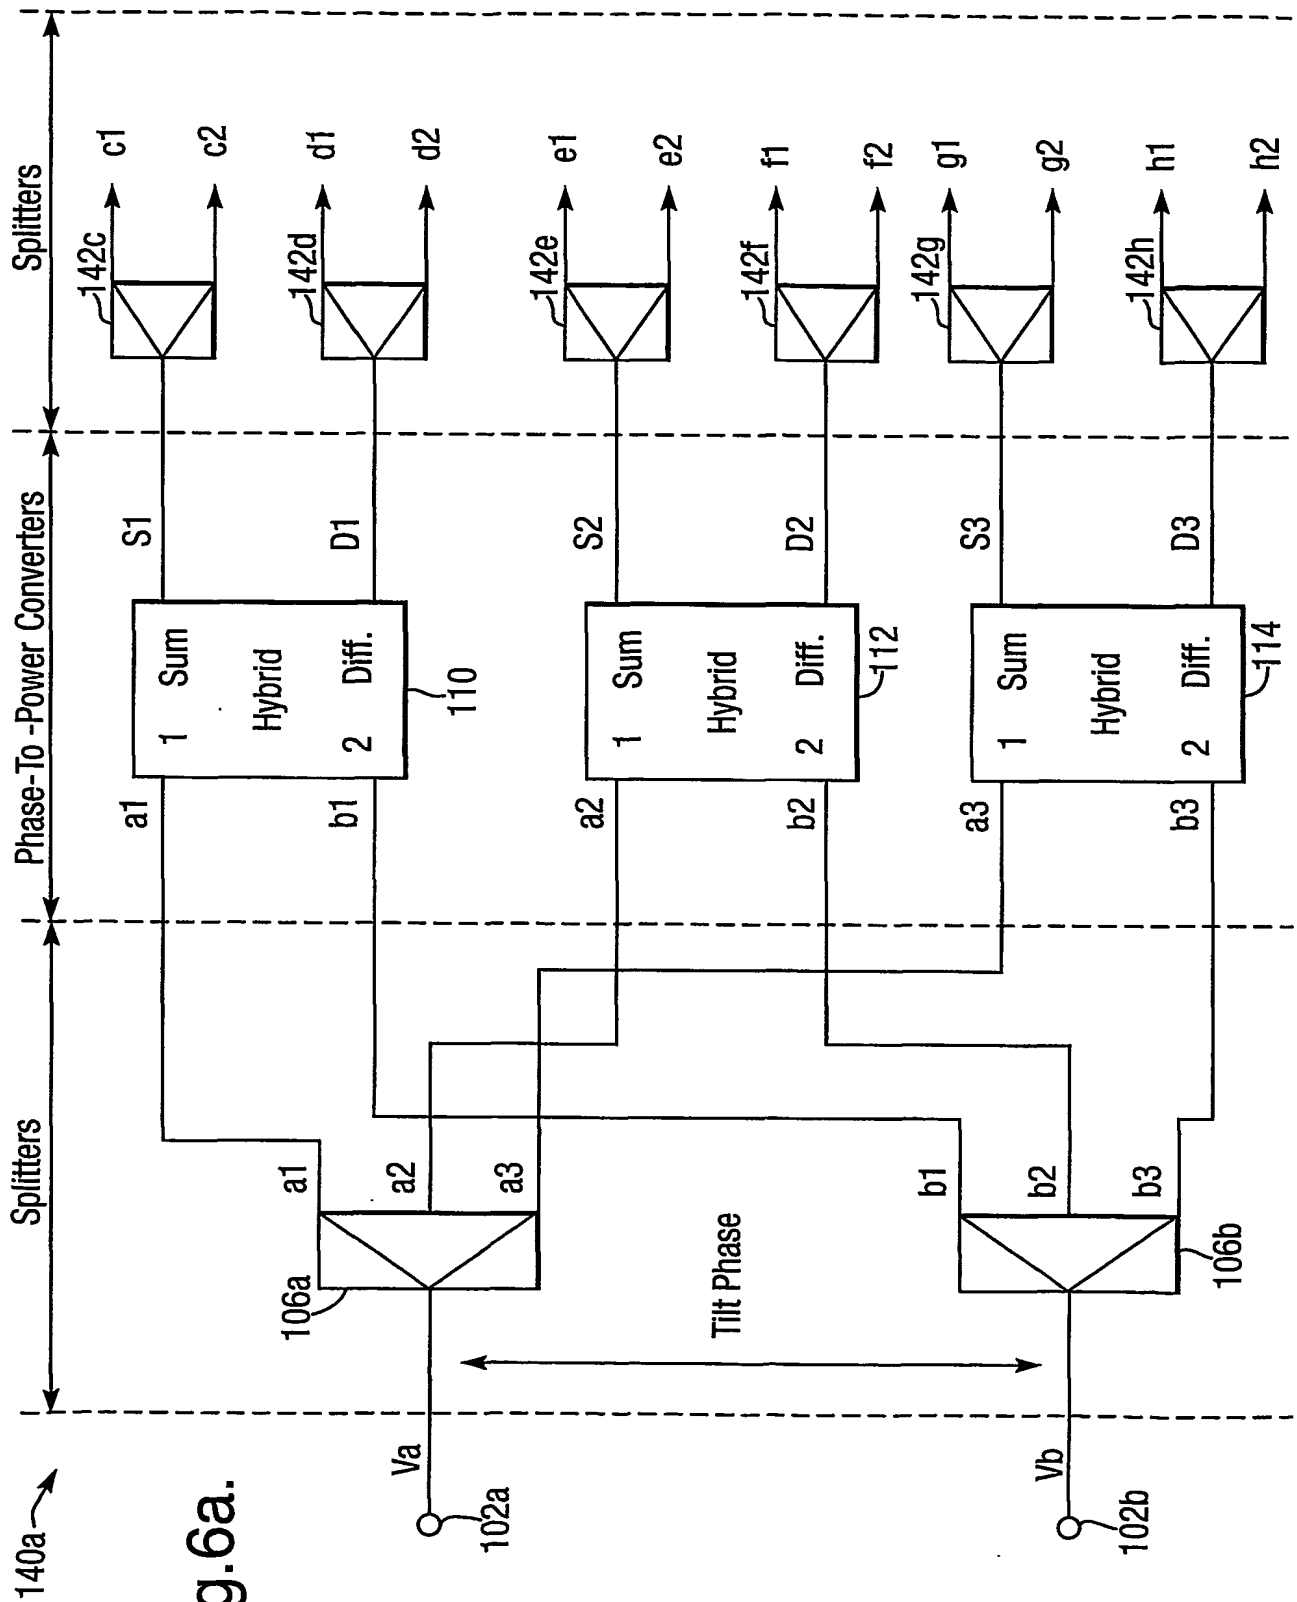 140a
g.6a.
Splitters
Phase-To -Power Converters
Splitters
102a
Va
106a
a1
a2
a3
Tilt Phase
102b
Vb
106b
b1
b2
b3
a1
b1
1 Sum
Hybrid
2 Diff.
110
S1
D1
a2
b2
1 Sum
Hybrid
2 Diff.
112
S2
D2
a3
b3
1 Sum
Hybrid
2 Diff.
114
S3
D3
142c
c1
c2
142d
d1
d2
142e
e1
e2
142f
f1
f2
142g
g1
g2
142h
h1
h2